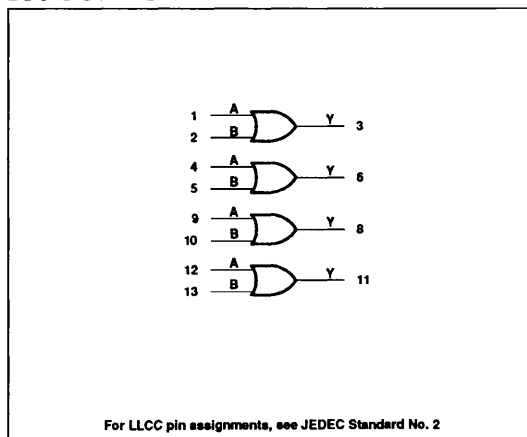 1 A
2 B
Y 3
4 A
5 B
Y 6
9 A
10 B
Y 8
12 A
13 B
Y 11
For LLCC pin assignments, see JEDEC Standard No. 2